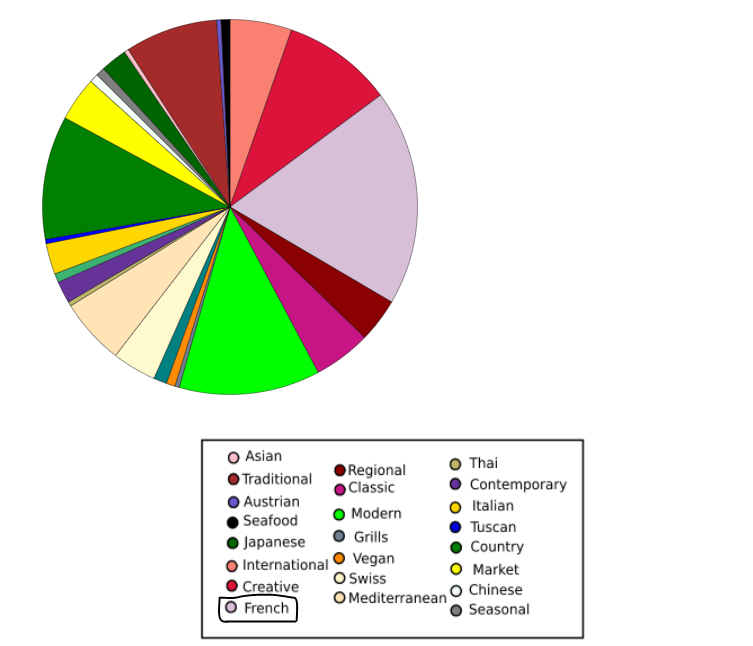 Asian
Traditional
Austrian
Seafood
Japanese
International
Creative
French
Regional
Classic
Modern
Grills
Vegan
Swiss
Mediterranean
Thai
Contemporary
Italian
Tuscan
Country
Market
Chinese
Seasonal